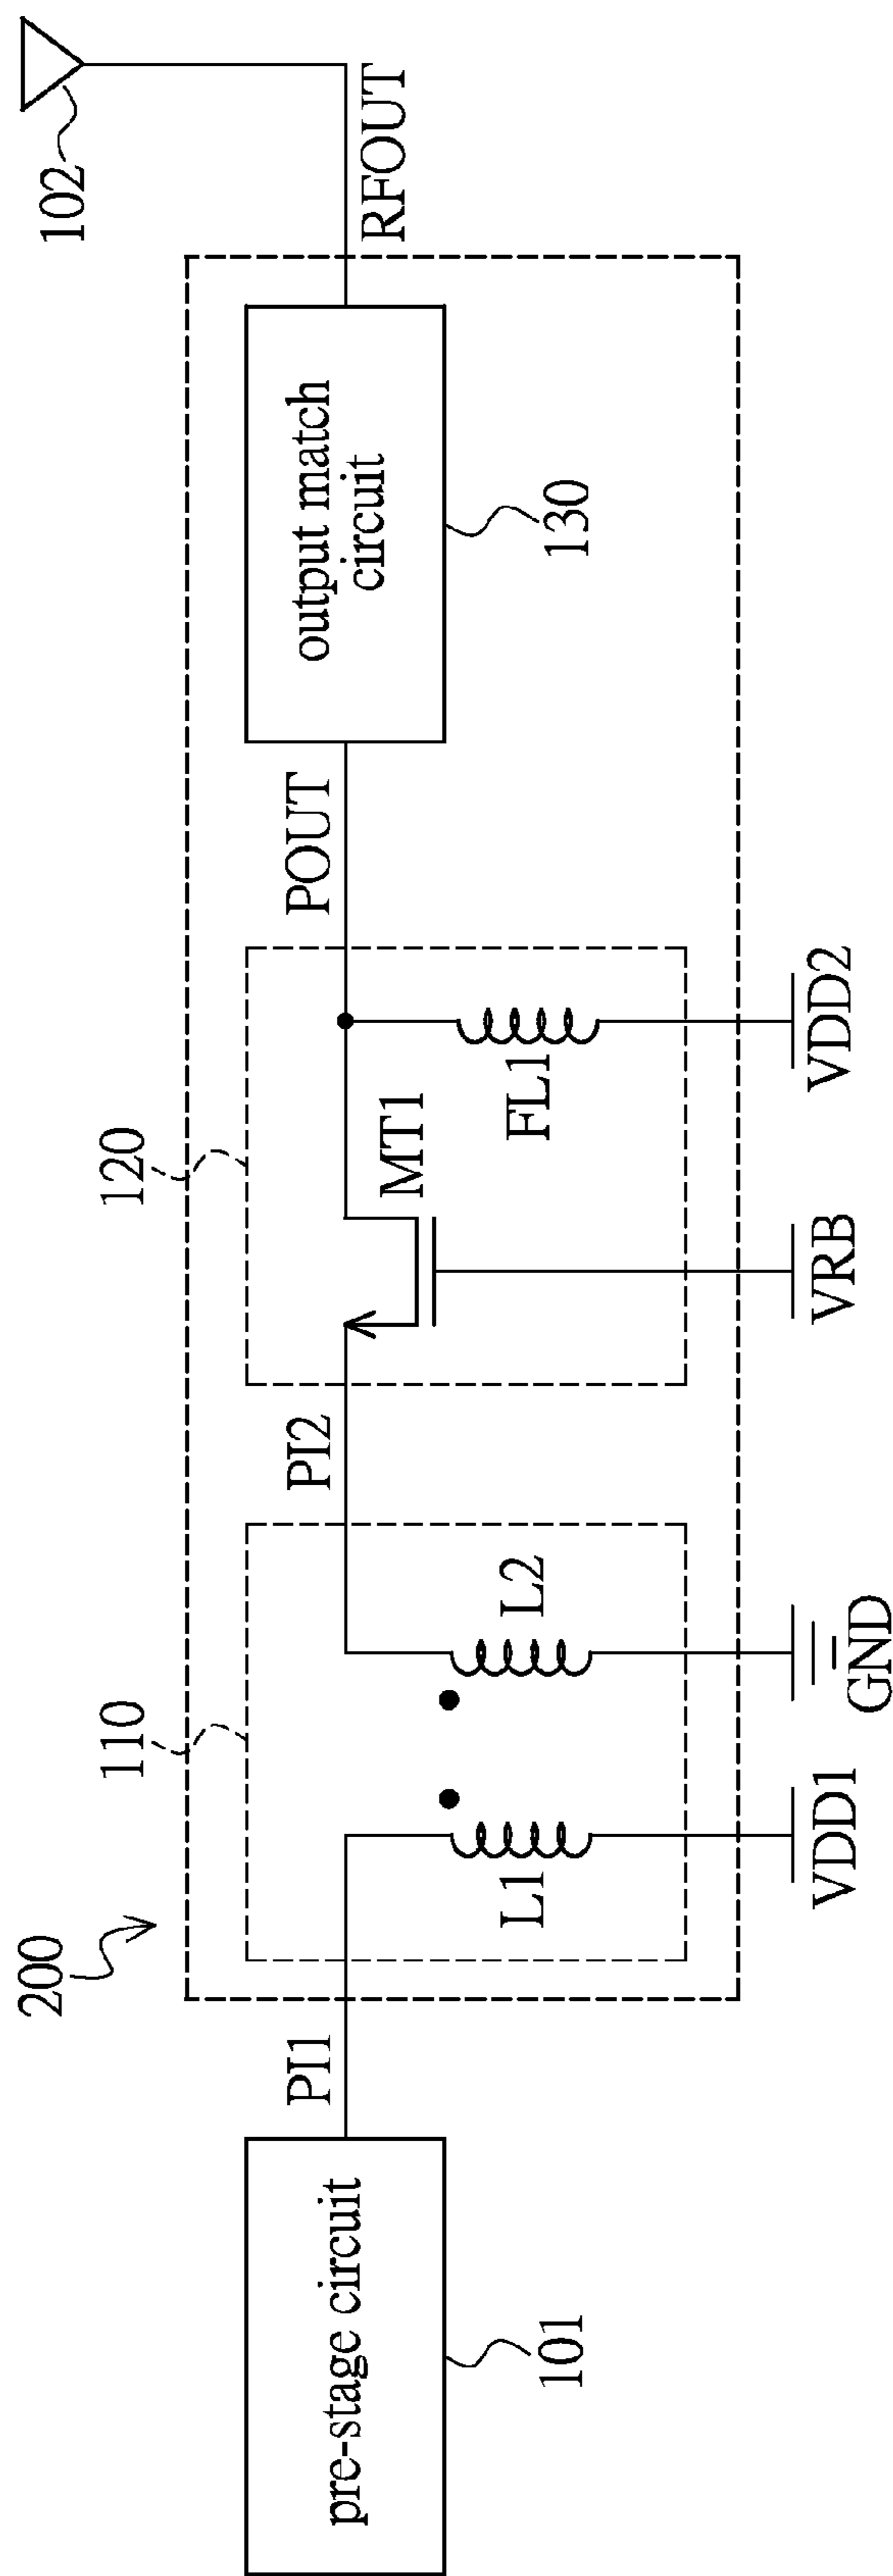 200
110
120
102
pre-stage circuit
101
PI1
L1
L2
PI2
MT1
FL1
POUT
output match
circuit
130
RFOUT
VDD1
GND
VRB
VDD2